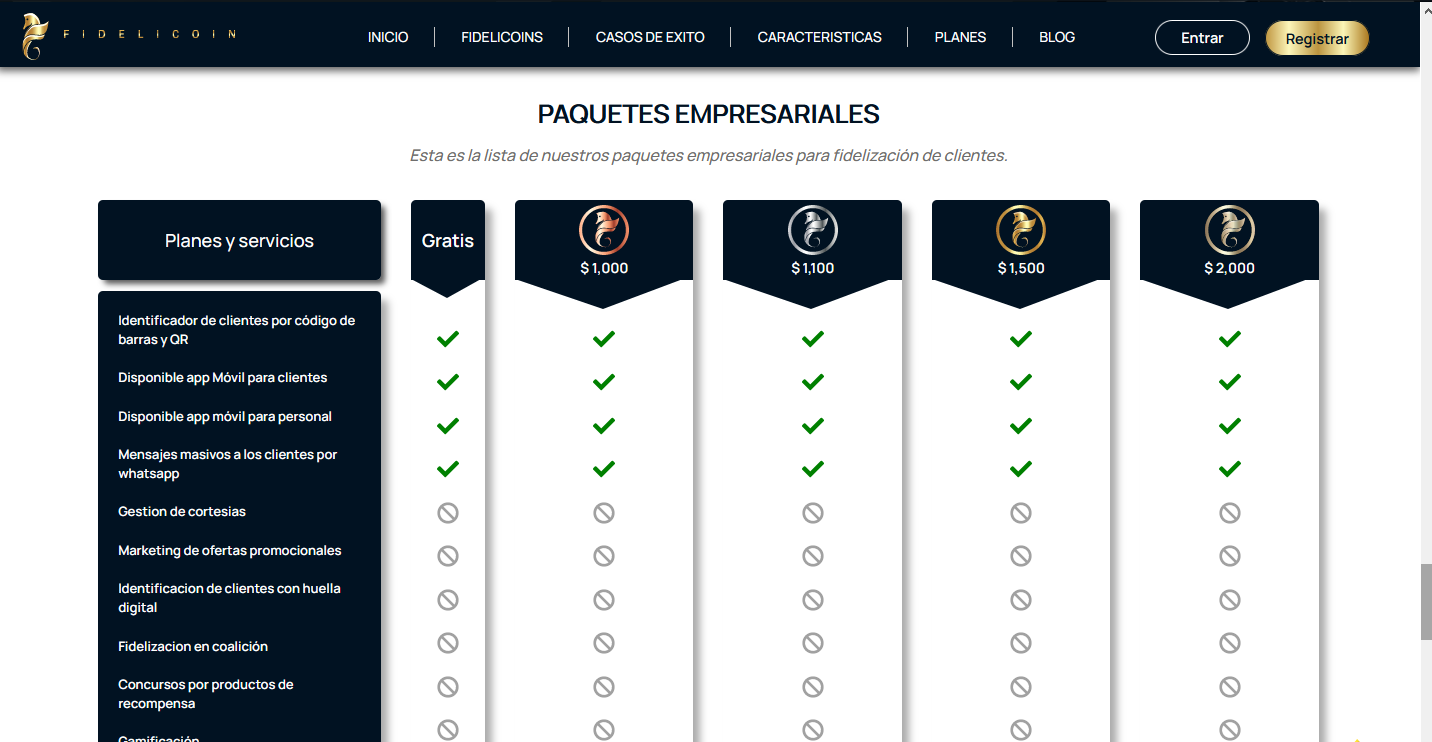 FIDELICOIN
INICIO
FIDELICOINS
CASOS DE EXITO
CARACTERISTICAS
PLANES
BLOG
Entrar
Registrar
PAQUETES EMPRESARIALES
Esta es la lista de nuestros paquetes empresariales para fidelización de clientes.
Planes y servicios
Gratis
$ 1,000
$ 1,100
$ 1,500
$ 2,000
Identificador de clientes por código de
barras y QR
Disponible app Móvil para clientes
Disponible app móvil para personal
Mensajes masivos a los clientes por
whatsapp
Gestion de cortesias
Marketing de ofertas promocionales
Identificacion de clientes con huella
digital
Fidelizacion en coalición
Concursos por productos de
recompensa
Gamificación